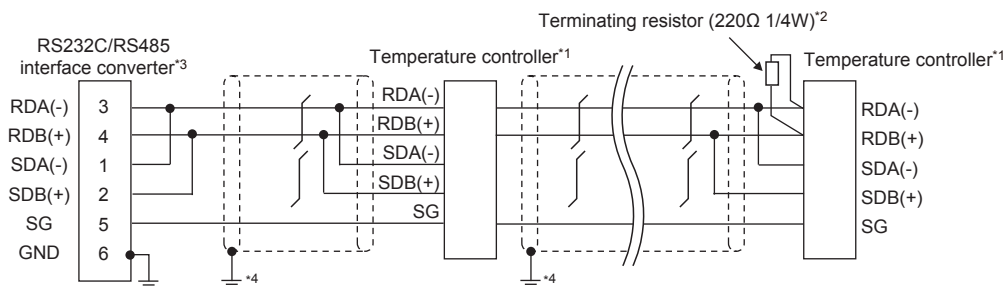 Terminating resistor (220Ω 1/4W)*2
RS232C/RS485
interface converter*3
Temperature controller*1
Temperature controller*1
RDA(-) 3
RDB(+) 4
SDA(-) 1
SDB(+) 2
SG 5
GND 6
RDA(-)
RDB(+)
SDA(-)
SDB(+)
SG
RDA(-)
RDB(+)
SDA(-)
SDB(+)
SG
*4
*4